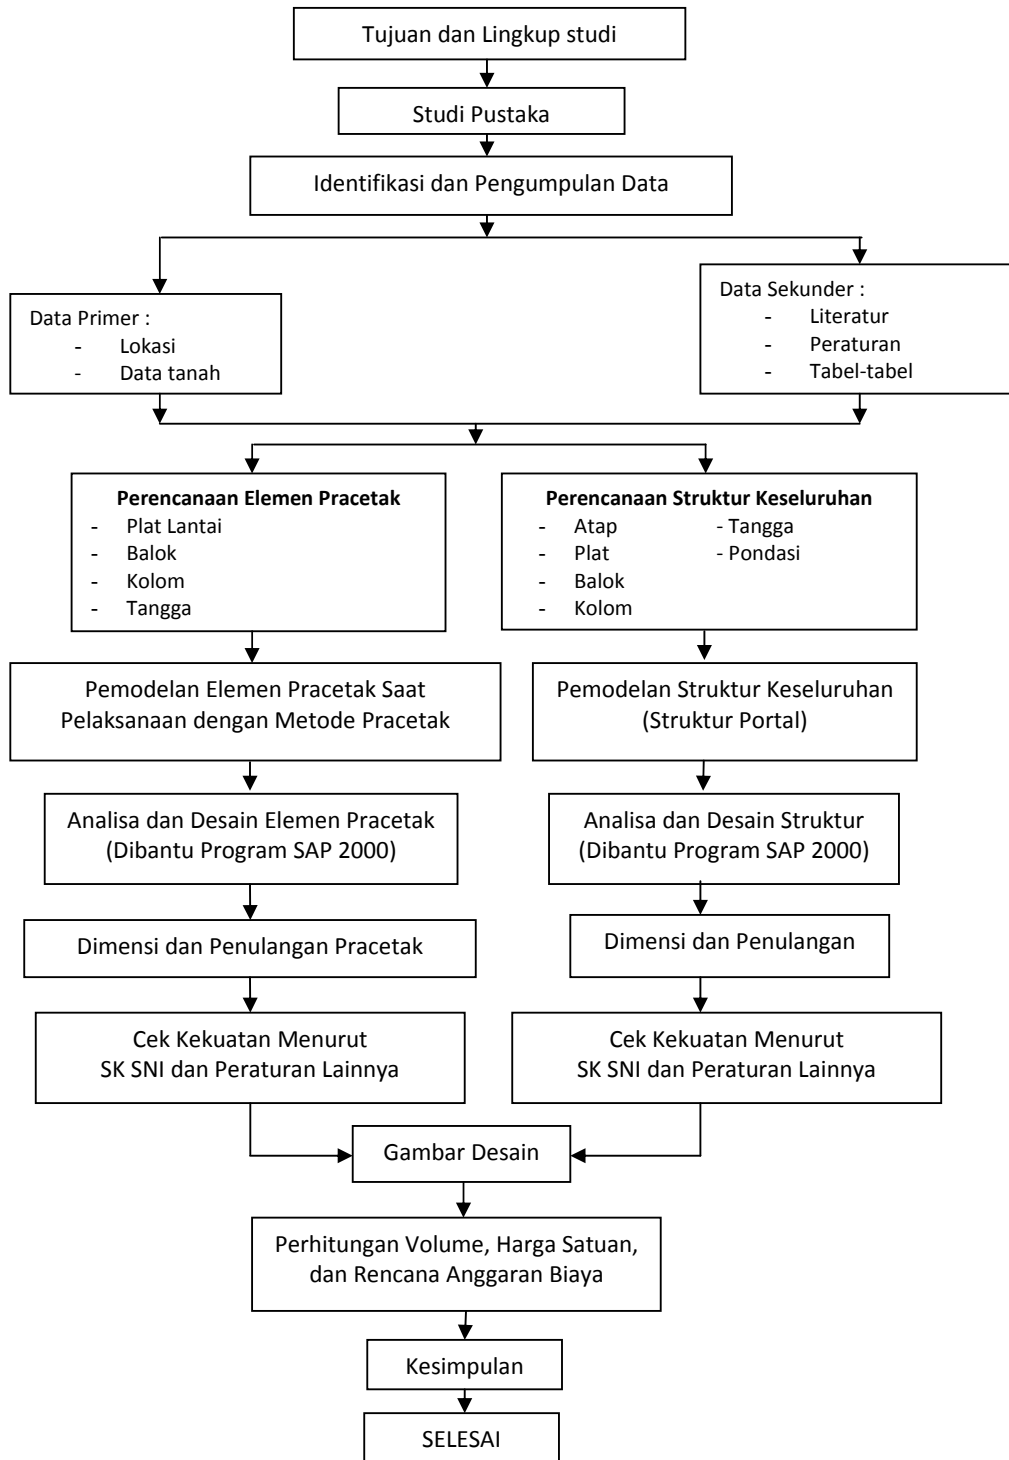 Tujuan dan Lingkup studi
Studi Pustaka
Identifikasi dan Pengumpulan Data
Data Primer :
- Lokasi
- Data tanah
Data Sekunder :
- Literatur
- Peraturan
- Tabel-tabel
Perencanaan Elemen Pracetak
- Plat Lantai
- Balok
- Kolom
- Tangga
Perencanaan Struktur Keseluruhan
- Atap - Tangga
- Plat - Pondasi
- Balok
- Kolom
Pemodelan Elemen Pracetak Saat
Pelaksanaan dengan Metode Pracetak
Pemodelan Struktur Keseluruhan
(Struktur Portal)
Analisa dan Desain Elemen Pracetak
(Dibantu Program SAP 2000)
Analisa dan Desain Struktur
(Dibantu Program SAP 2000)
Dimensi dan Penulangan Pracetak
Dimensi dan Penulangan
Cek Kekuatan Menurut
SK SNI dan Peraturan Lainnya
Cek Kekuatan Menurut
SK SNI dan Peraturan Lainnya
Gambar Desain
Perhitungan Volume, Harga Satuan,
dan Rencana Anggaran Biaya
Kesimpulan
SELESAI